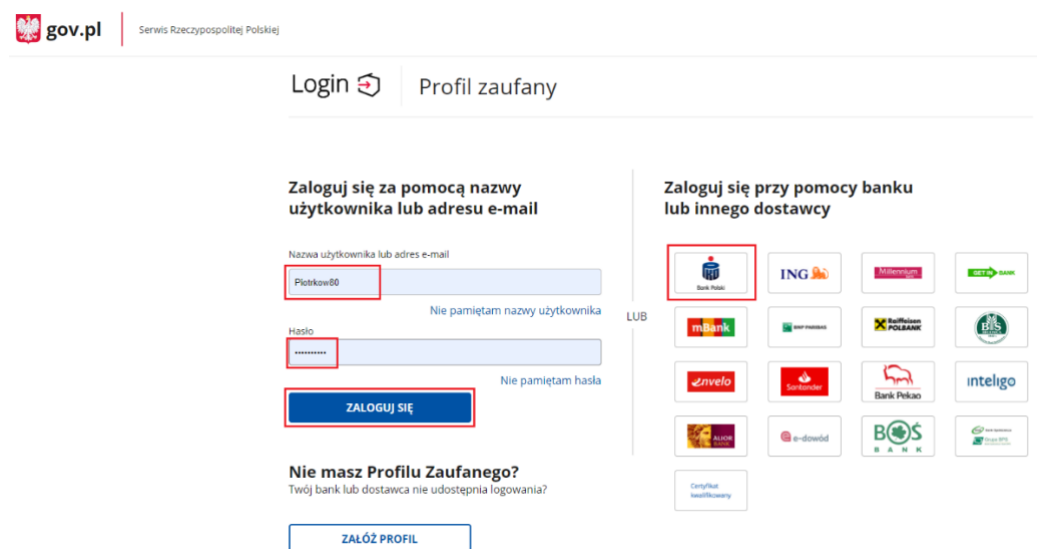 gov.pl
Serwis Rzeczypospolitej Polskiej
Login
Profil zaufany
Zaloguj się za pomocą nazwy
użytkownika lub adresu e-mail
Nazwa użytkownika lub adres e-mail
Piotrkow80
Nie pamiętam nazwy użytkownika
Hasło
••••••••••
Nie pamiętam hasła
ZALOGUJ SIĘ
Nie masz Profilu Zaufanego?
Twój bank lub dostawca nie udostępnia logowania?
ZAŁÓŻ PROFIL
LUB
Zaloguj się przy pomocy banku
lub innego dostawcy
Bank Polski
ING
Millennium
GET IN BANK
mBank
BNP PARIBAS
Raiffeisen
POLBANK
BS
envelo
Santander
Bank Pekao
inteligo
ALIOR
BANK
e-dowód
BOŚ
BANK
Grupa BPS
Certyfikat
kwalifikowany